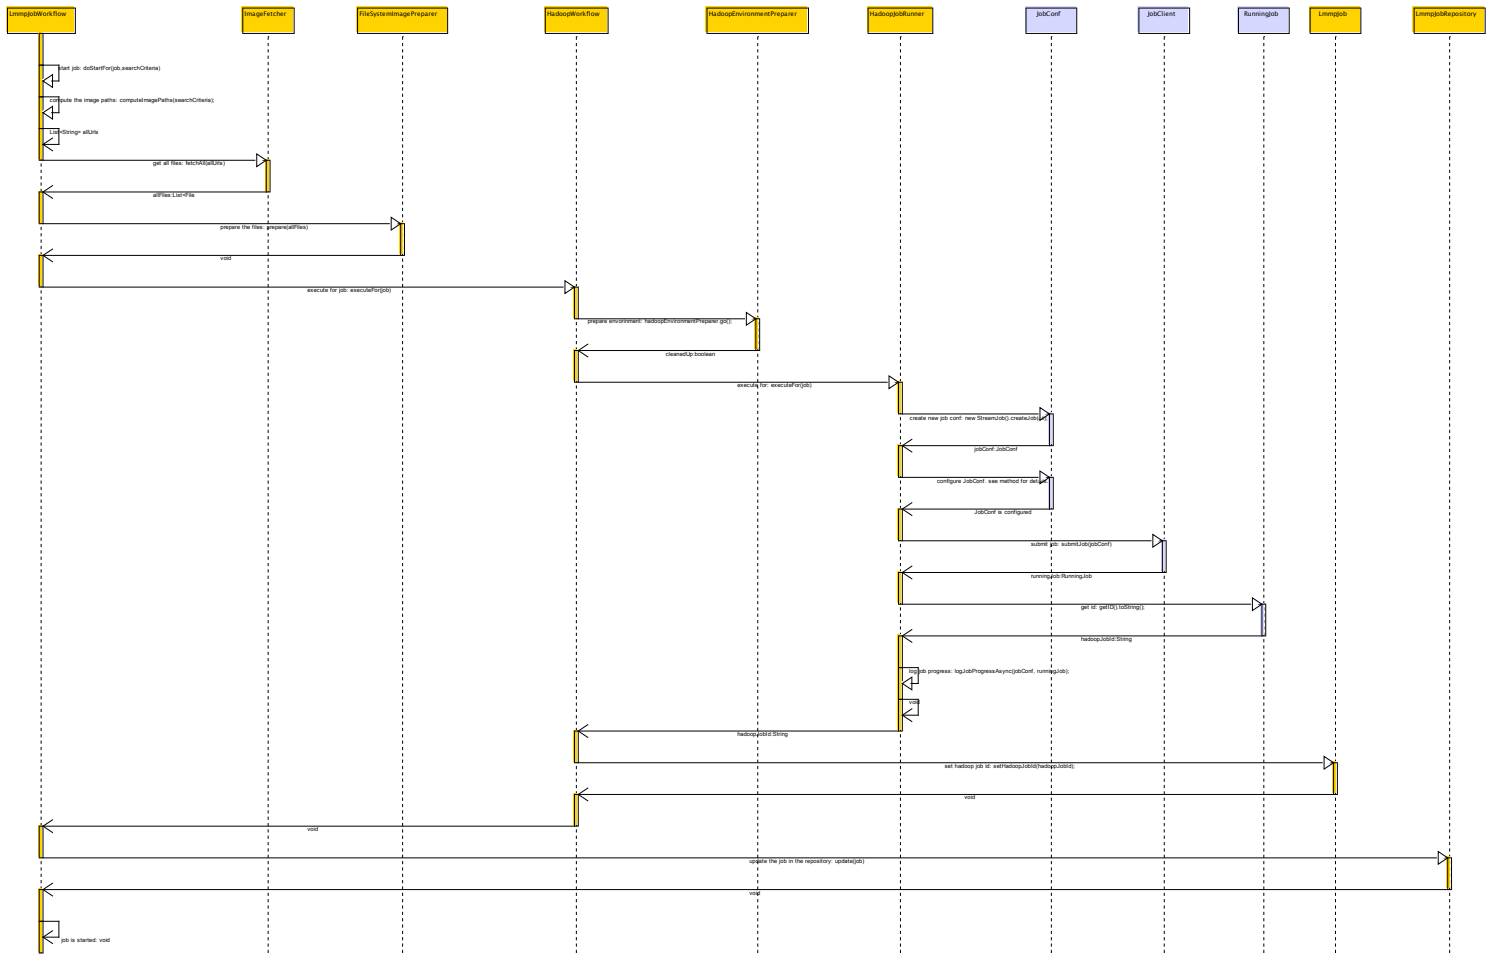 LmmpJobWorkflow
ImageFetcher
FileSystemImagePreparer
HadoopWorkflow
HadoopEnvironmentPreparer
HadoopJobRunner
JobConf
JobClient
RunningJob
LmmpJob
LmmpJobRepository
start job: doStartFor(job,searchCriteria)
compute the image paths: computeImagePaths(searchCriteria);
List<String> allUrls
get all files: fetchAll(allUrls)
allFiles:List<File
prepare the files: prepare(allFiles)
void
execute for job: executeFor(job)
prepare envorinment: hadoopEnvironmentPreparer.go();
cleanedUp:boolean
execute for: executeFor(job)
create new job conf: new StreamJob().createJob(
jobConf:JobConf
configure JobConf. see method for details.
JobConf is configured
submit job: submitJob(jobConf)
runningJob:RunningJob
get id: getID().toString();
hadoopJobId:String
log job progress: logJobProgressAsync(jobConf, runningJob);
void
hadoopJobId:String
set hadoop job id: setHadoopJobId(hadoopJobId);
void
void
update the job in the repository: update(job)
void
job is started: void